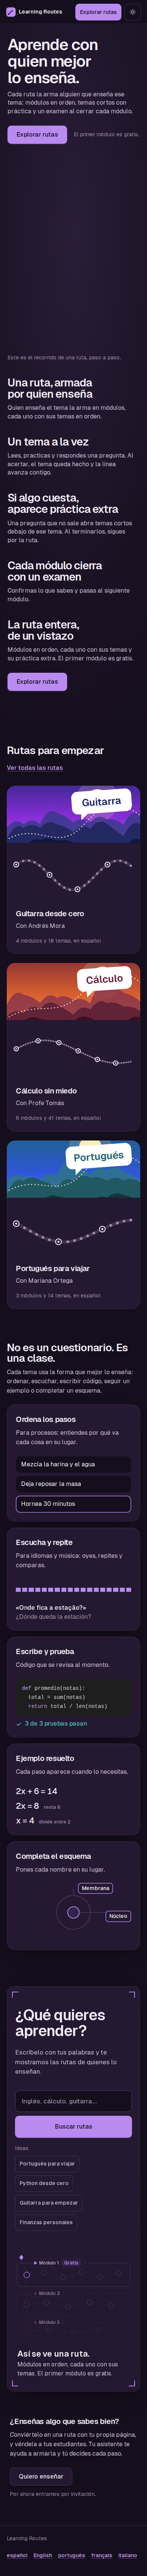 Learning Routes
Explorar rutas
Aprende con
quien mejor
lo enseña.
Cada ruta la arma alguien que enseña ese
tema: módulos en orden, temas cortos con
práctica y un examen al cerrar cada módulo.
Explorar rutas
El primer módulo es gratis.
Este es el recorrido de una ruta, paso a paso.
Una ruta, armada
por quien enseña
Quien enseña el tema la arma en módulos,
cada uno con sus temas en orden.
Un tema a la vez
Lees, practicas y respondes una pregunta. Al
acertar, el tema queda hecho y la línea
avanza contigo.
Si algo cuesta,
aparece práctica extra
Una pregunta que no sale abre temas cortos
debajo de ese tema. Al terminarlos, sigues
por la ruta.
Cada módulo cierra
con un examen
Confirmas lo que sabes y pasas al siguiente
módulo.
La ruta entera,
de un vistazo
Módulos en orden, cada uno con sus temas y
su práctica extra. El primer módulo es gratis.
Explorar rutas
Rutas para empezar
Ver todas las rutas
Guitarra
Guitarra desde cero
Con Andrés Mora
4 módulos y 18 temas, en español
Cálculo
Cálculo sin miedo
Con Profe Tomás
6 módulos y 41 temas, en español
Portugués
Portugués para viajar
Con Mariana Ortega
3 módulos y 14 temas, en español
No es un cuestionario. Es
una clase.
Cada tema usa la forma que mejor lo enseña:
ordenar, escuchar, escribir código, seguir un
ejemplo o completar un esquema.
Ordena los pasos
Para procesos: entiendes por qué va
cada cosa en su lugar.
Mezcla la harina y el agua
Deja reposar la masa
Hornea 30 minutos
Escucha y repite
Para idiomas y música: oyes, repites y
comparas.
«Onde fica a estação?»
¿Dónde queda la estación?
Escribe y prueba
Código que se revisa al momento.
def promedio(notas):
total = sum(notas)
return total / len(notas)
3 de 3 pruebas pasan
Ejemplo resuelto
Cada paso aparece cuando lo necesitas.
2x + 6 = 14
2x = 8 resta 6
x = 4 divide entre 2
Completa el esquema
Pones cada nombre en su lugar.
Membrana
Núcleo
¿Qué quieres
aprender?
Escríbelo con tus palabras y te
mostramos las rutas de quienes lo
enseñan.
Inglés, cálculo, guitarra...
Buscar rutas
Ideas:
Portugués para viajar
Python desde cero
Guitarra para empezar
Finanzas personales
Módulo 1 Gratis
Módulo 2
Módulo 3
Así se ve una ruta.
Módulos en orden, cada uno con sus
temas. El primer módulo es gratis.
¿Enseñas algo que sabes bien?
Conviértelo en una ruta con tu propia página,
y véndela a tus estudiantes. Tu asistente te
ayuda a armarla y tú decides cada paso.
Quiero enseñar
Por ahora entramos por invitación.
Learning Routes
español English português français italiano